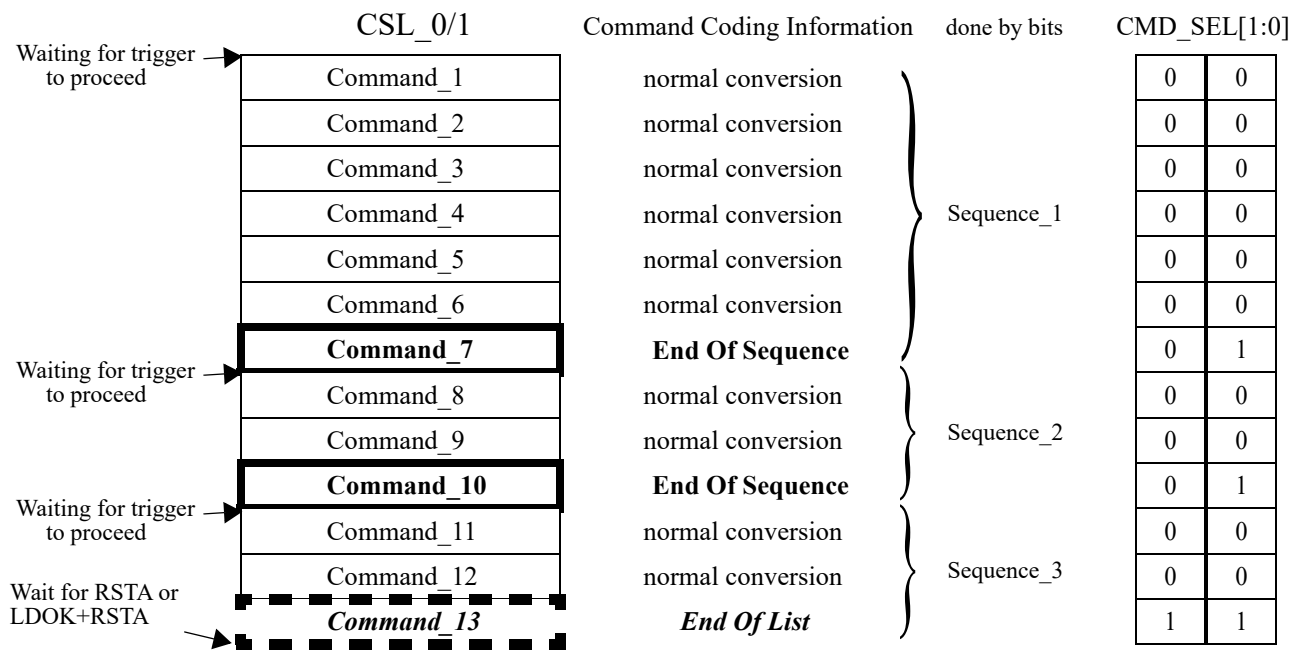 CSL_0/1 Command Coding Information done by bits CMD_SEL[1:0]
Waiting for trigger
to proceed
Command_1 normal conversion 0 0
Command_2 normal conversion 0 0
Command_3 normal conversion 0 0
Command_4 normal conversion Sequence_1 0 0
Command_5 normal conversion 0 0
Command_6 normal conversion 0 0
Command_7 End Of Sequence 0 1
Waiting for trigger
to proceed
Command_8 normal conversion 0 0
Command_9 normal conversion Sequence_2 0 0
Command_10 End Of Sequence 0 1
Waiting for trigger
to proceed
Command_11 normal conversion 0 0
Command_12 normal conversion Sequence_3 0 0
Wait for RSTA or
LDOK+RSTA
Command_13 End Of List 1 1